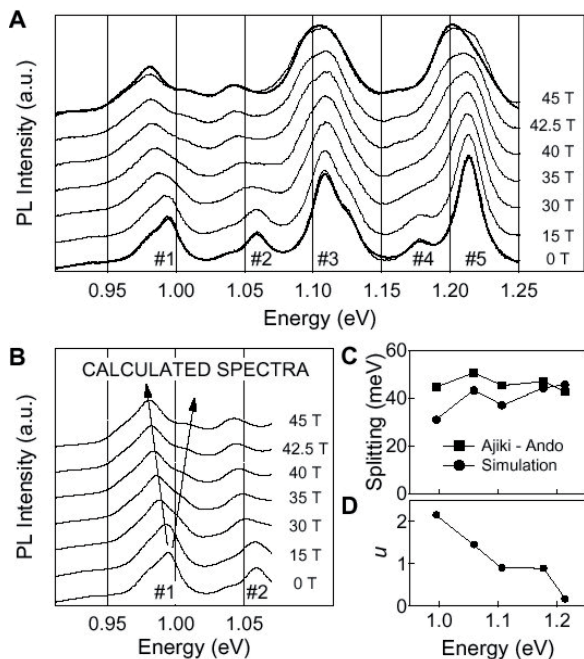 A
PL Intensity (a.u.)
45 T
42.5 T
40 T
35 T
30 T
15 T
0 T
#1 #2 #3 #4 #5
0.95 1.00 1.05 1.10 1.15 1.20 1.25
Energy (eV)
B
CALCULATED SPECTRA
PL Intensity (a.u.)
45 T
42.5 T
40 T
35 T
30 T
15 T
0 T
#1 #2
0.95 1.00 1.05
Energy (eV)
C
Splitting (meV)
60
40
20
0
Ajiki - Ando
Simulation
D
u
2
1
0
1.0 1.1 1.2
Energy (eV)